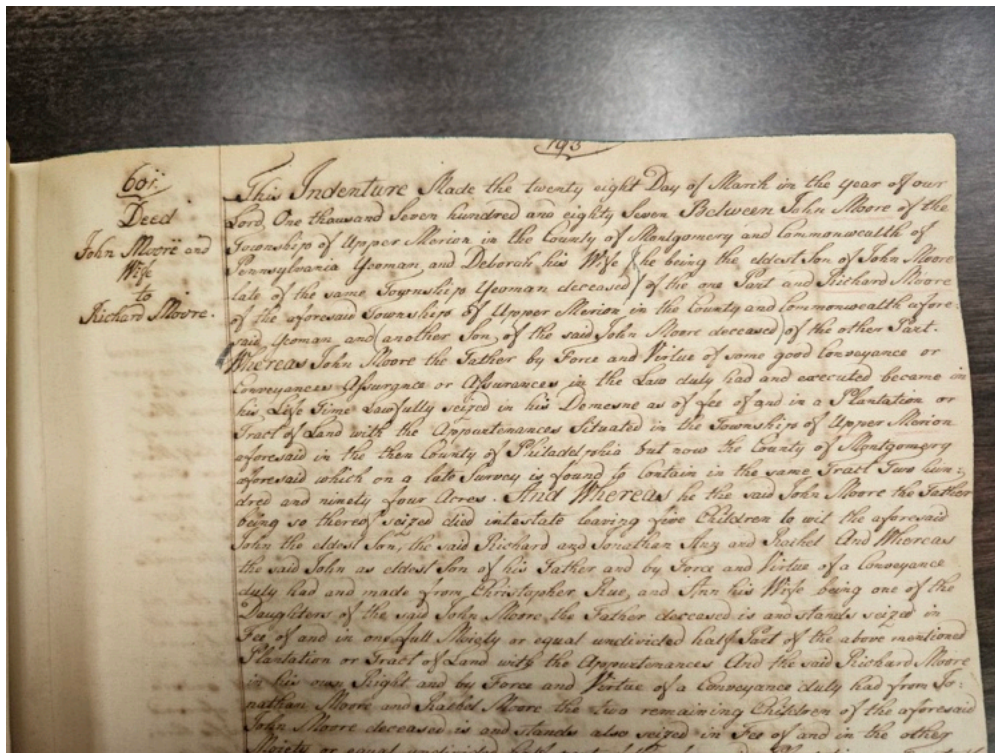 193
601.
Deed
John Moore and
Wife
to
Richard Moore.
This Indenture Made the twenty eight Day of March in the year of our
Lord, One thousand Seven hundred and eighty Seven Between John Moore of the
Township of Upper Merion in the County of Montgomery and Commonwealth of
Pennsylvania Yeoman, and Deborah his Wife (he being the eldest Son of John Moore
late of the same Township Yeoman deceased) of the one Part and Richard Moore
of the aforesaid Township of Upper Merion in the County and Commonwealth afore:
said Yeoman and (another Son of the said John Moore deceased) of the other Part.
Whereas John Moore the Father by Force and Virtue of some good Conveyance or
Conveyances Assurance or Assurances in the Law duly had and executed became in
his Life Time Lawfully seized in his Demesne as of Fee of and in a Plantation or
Tract of Land with the Appurtenances Situated in the Township of Upper Merion
aforesaid in the then County of Philadelphia but now the County of Montgomery
aforesaid which on a late Survey is found to contain in the same Tract Two hun:
dred and ninety four Acres. And Whereas he the said John Moore the Father
being so thereof seized died intestate leaving five Children to wit the aforesaid
John the eldest Son, the said Richard and Jonathan Ann and Rachel And Whereas
the said John as eldest Son of his Father and by Force and Virtue of a Conveyance
duly had and made from Christopher Rue, and Ann his Wife being one of the
Daughters of the said John Moore the Father deceased is and stands seized in
Fee of and in one full Moiety or equal undivided half Part of the above mentioned
Plantation or Tract of Land with the Appurtenances And the said Richard Moore
in his own Right and by Force and Virtue of a Conveyance duly had from Jo:
nathan Moore and Rachel Moore the two remaining Children of the aforesaid
John Moore deceased is and stands also seized in Fee of and in the other
Moiety or equal undivided half part of